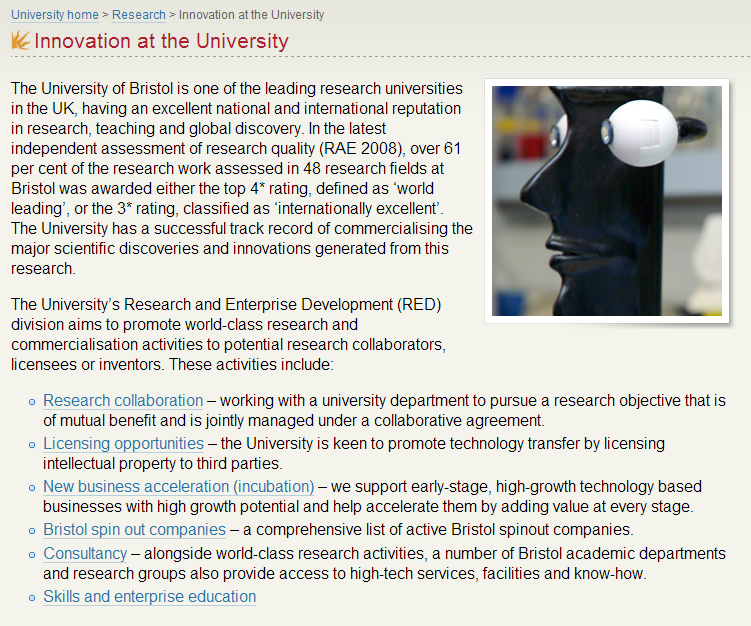 University home > Research > Innovation at the University
Innovation at the University
The University of Bristol is one of the leading research universities
in the UK, having an excellent national and international reputation
in research, teaching and global discovery. In the latest
independent assessment of research quality (RAE 2008), over 61
per cent of the research work assessed in 48 research fields at
Bristol was awarded either the top 4* rating, defined as ‘world
leading’, or the 3* rating, classified as ‘internationally excellent’.
The University has a successful track record of commercialising the
major scientific discoveries and innovations generated from this
research.
The University’s Research and Enterprise Development (RED)
division aims to promote world-class research and
commercialisation activities to potential research collaborators,
licensees or inventors. These activities include:
Research collaboration – working with a university department to pursue a research objective that is
of mutual benefit and is jointly managed under a collaborative agreement.
Licensing opportunities – the University is keen to promote technology transfer by licensing
intellectual property to third parties.
New business acceleration (incubation) – we support early-stage, high-growth technology based
businesses with high growth potential and help accelerate them by adding value at every stage.
Bristol spin out companies – a comprehensive list of active Bristol spinout companies.
Consultancy – alongside world-class research activities, a number of Bristol academic departments
and research groups also provide access to high-tech services, facilities and know-how.
Skills and enterprise education